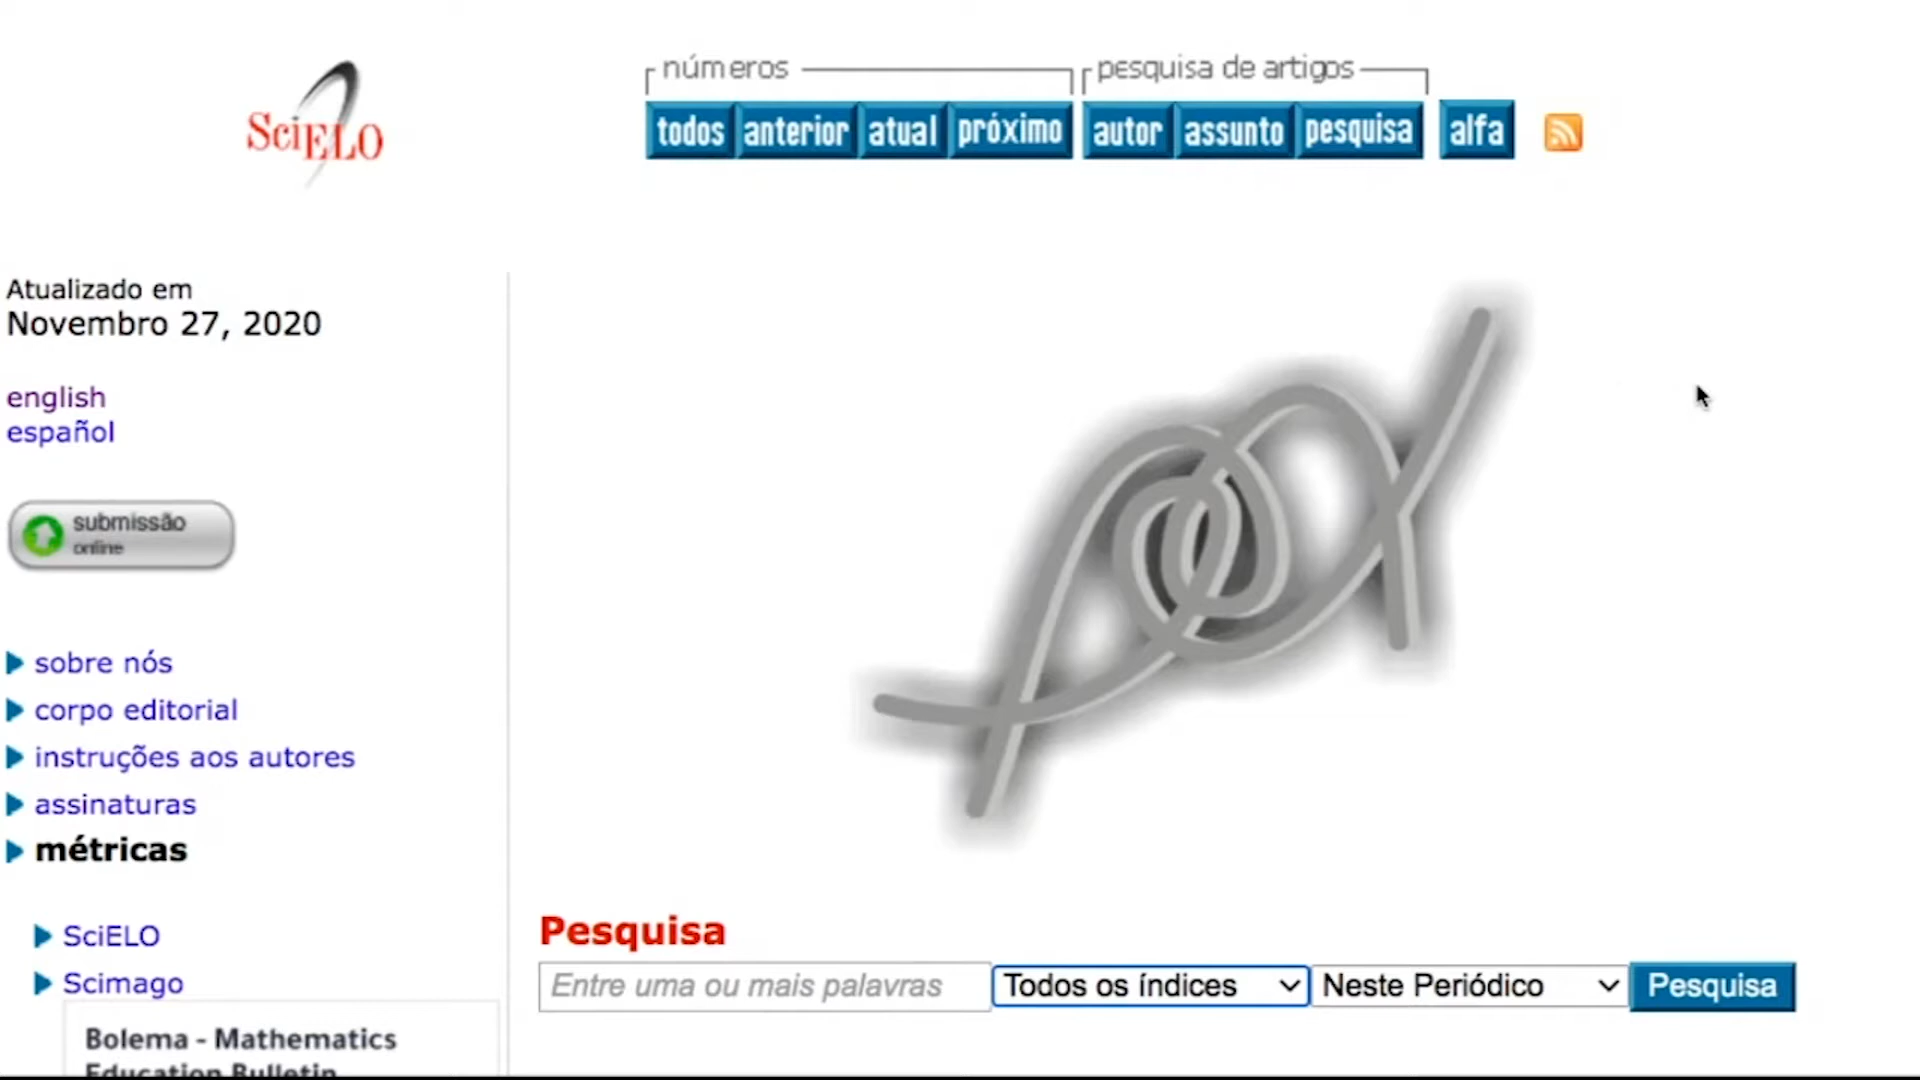 SciELO
números
pesquisa de artigos
todos anterior atual próximo autor assunto pesquisa alfa
Atualizado em
Novembro 27, 2020
english
español
submissão
online
sobre nós
corpo editorial
instruções aos autores
assinaturas
métricas
SciELO
Scimago
Bolema - Mathematics
Education Bulletin
Pesquisa
Entre uma ou mais palavras Todos os índices Neste Periódico Pesquisa